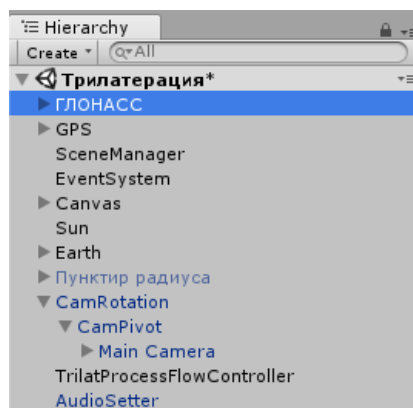 Hierarchy
Create All
Трилатерация*
ГЛОНАСС
GPS
SceneManager
EventSystem
Canvas
Sun
Earth
Пунктир радиуса
CamRotation
CamPivot
Main Camera
TrilatProcessFlowController
AudioSetter